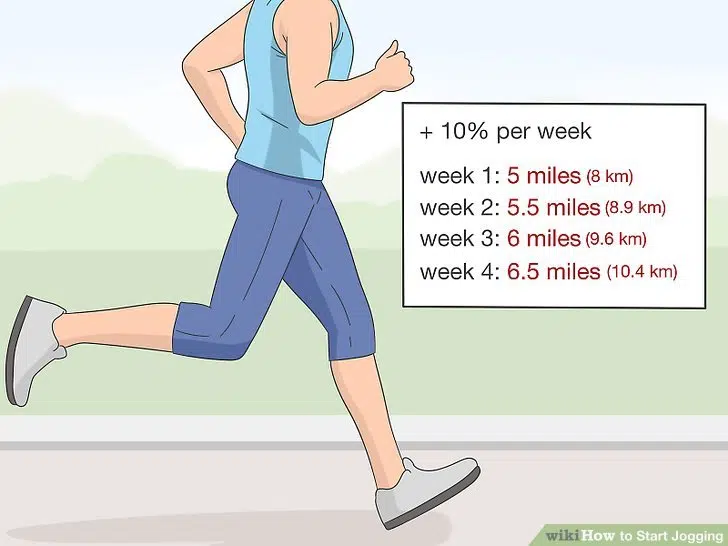 + 10% per week
week 1: 5 miles (8 km)
week 2: 5.5 miles (8.9 km)
week 3: 6 miles (9.6 km)
week 4: 6.5 miles (10.4 km)
wikiHow to Start Jogging